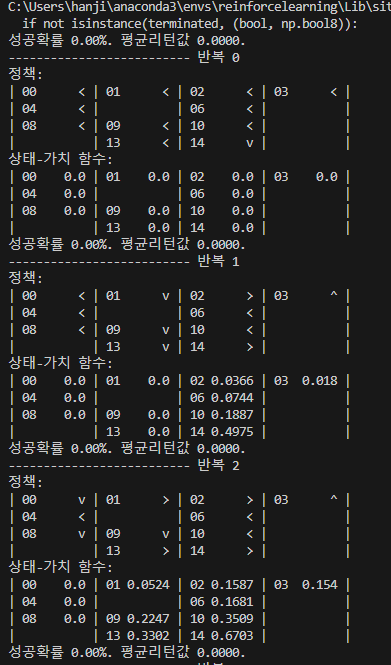 C:\Users\hanji\anaconda3\envs\reinforcelearning\Lib\sit
  if not isinstance(terminated, (bool, np.bool8)):
성공확률 0.00%. 평균리턴값 0.0000.
------------------------- 반복 0
정책:
| 00      < | 01      < | 02      < | 03      < |
| 04      < |           | 06      < |           |
| 08      < | 09      < | 10      < |           |
|           | 13      < | 14      v |           |
상태-가치 함수:
| 00    0.0 | 01    0.0 | 02    0.0 | 03    0.0 |
| 04    0.0 |           | 06    0.0 |           |
| 08    0.0 | 09    0.0 | 10    0.0 |           |
|           | 13    0.0 | 14    0.0 |           |
성공확률 0.00%. 평균리턴값 0.0000.
------------------------- 반복 1
정책:
| 00      < | 01      v | 02      > | 03      ^ |
| 04      < |           | 06      < |           |
| 08      < | 09      v | 10      < |           |
|           | 13      v | 14      > |           |
상태-가치 함수:
| 00    0.0 | 01    0.0 | 02 0.0366 | 03  0.018 |
| 04    0.0 |           | 06 0.0744 |           |
| 08    0.0 | 09    0.0 | 10 0.1887 |           |
|           | 13    0.0 | 14 0.4975 |           |
성공확률 0.00%. 평균리턴값 0.0000.
------------------------- 반복 2
정책:
| 00      v | 01      > | 02      > | 03      ^ |
| 04      < |           | 06      < |           |
| 08      v | 09      v | 10      < |           |
|           | 13      > | 14      > |           |
상태-가치 함수:
| 00    0.0 | 01 0.0524 | 02 0.1587 | 03  0.154 |
| 04    0.0 |           | 06 0.1681 |           |
| 08    0.0 | 09 0.2247 | 10 0.3509 |           |
|           | 13 0.3302 | 14 0.6703 |           |
성공확률 0.00%. 평균리턴값 0.0000.